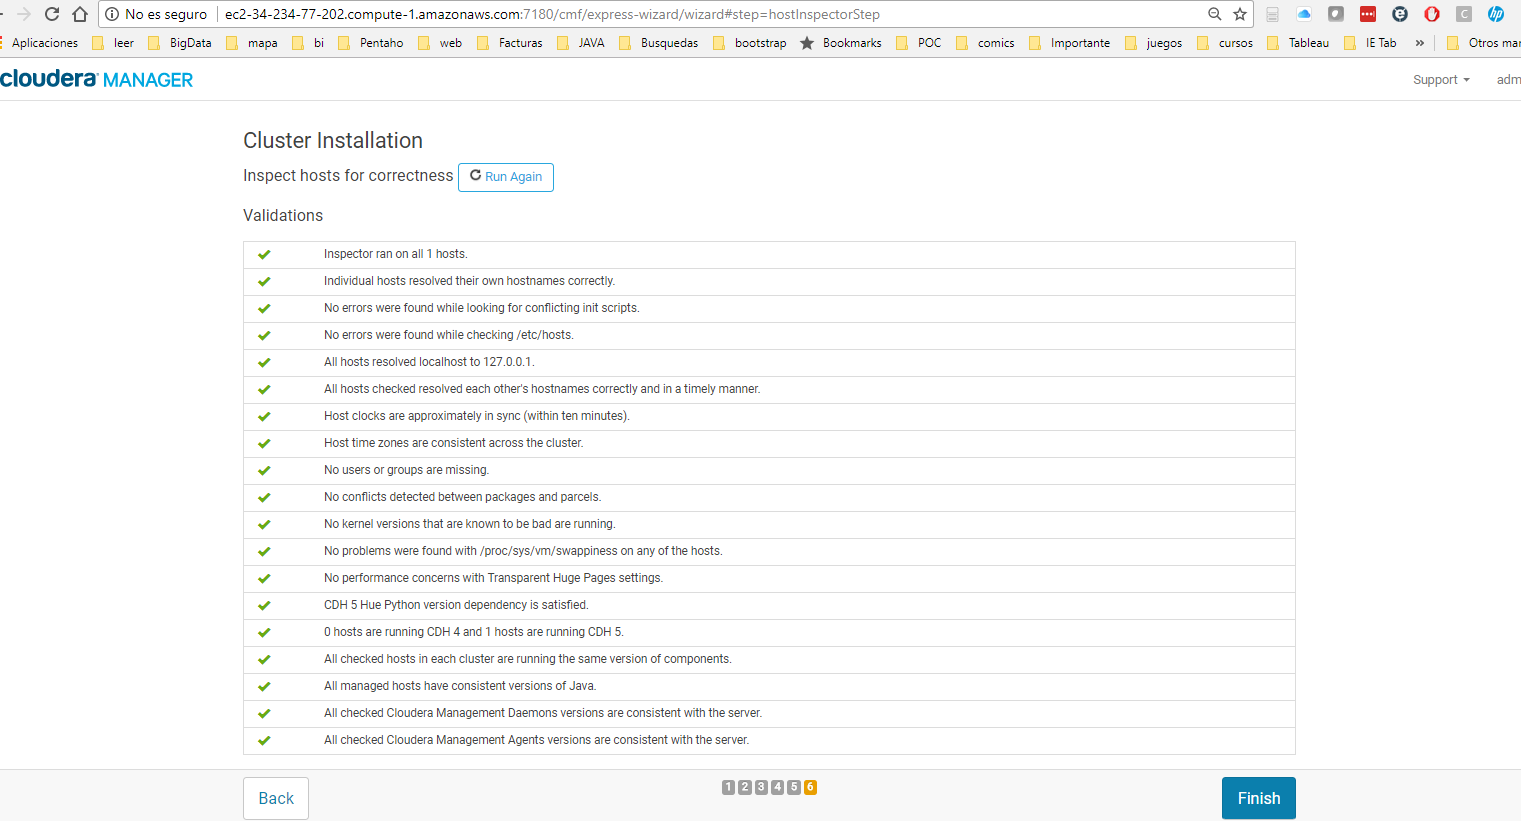 No es seguro ec2-34-234-77-202.compute-1.amazonaws.com:7180/cmf/express-wizard/wizard#step=hostInspectorStep
Aplicaciones leer BigData mapa bi Pentaho web Facturas JAVA Busquedas bootstrap Bookmarks POC comics Importante juegos cursos Tableau IE Tab » Otros mar
cloudera MANAGER Support adm
Cluster Installation
Inspect hosts for correctness Run Again
Validations
Inspector ran on all 1 hosts.
Individual hosts resolved their own hostnames correctly.
No errors were found while looking for conflicting init scripts.
No errors were found while checking /etc/hosts.
All hosts resolved localhost to 127.0.0.1.
All hosts checked resolved each other's hostnames correctly and in a timely manner.
Host clocks are approximately in sync (within ten minutes).
Host time zones are consistent across the cluster.
No users or groups are missing.
No conflicts detected between packages and parcels.
No kernel versions that are known to be bad are running.
No problems were found with /proc/sys/vm/swappiness on any of the hosts.
No performance concerns with Transparent Huge Pages settings.
CDH 5 Hue Python version dependency is satisfied.
0 hosts are running CDH 4 and 1 hosts are running CDH 5.
All checked hosts in each cluster are running the same version of components.
All managed hosts have consistent versions of Java.
All checked Cloudera Management Daemons versions are consistent with the server.
All checked Cloudera Management Agents versions are consistent with the server.
Back 1 2 3 4 5 6 Finish